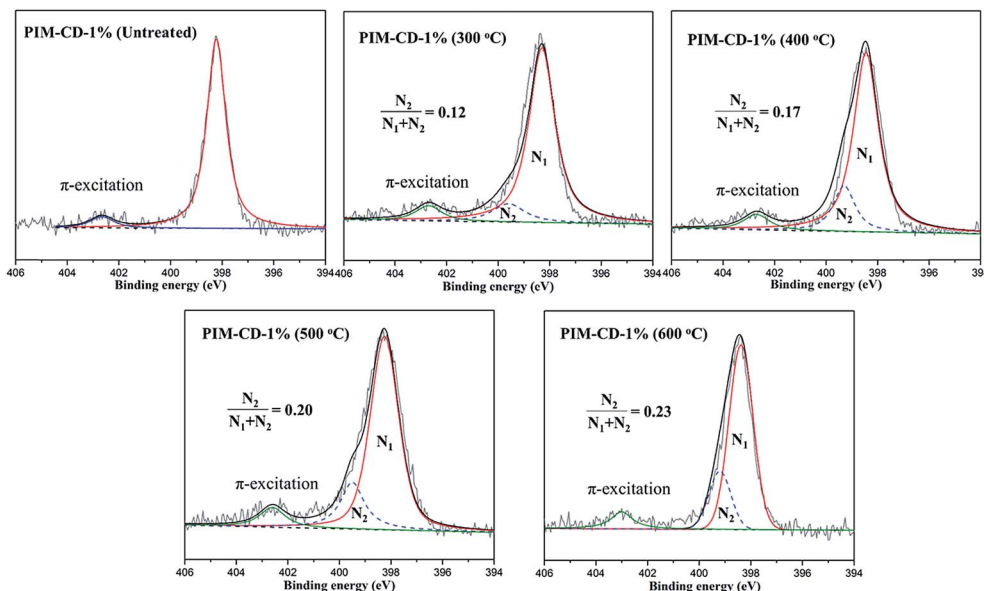 PIM-CD-1% (Untreated)
π-excitation
406 404 402 400 398 396 394
Binding energy (eV)
PIM-CD-1% (300 °C)
N₂
N₁+N₂
= 0.12
N₁
π-excitation
N₂
406 404 402 400 398 396 394
Binding energy (eV)
PIM-CD-1% (400 °C)
N₂
N₁+N₂
= 0.17
N₁
π-excitation
N₂
406 404 402 400 398 396 39
Binding energy (eV)
PIM-CD-1% (500 °C)
N₂
N₁+N₂
= 0.20
N₁
π-excitation
N₂
406 404 402 400 398 396 394
Binding energy (eV)
PIM-CD-1% (600 °C)
N₂
N₁+N₂
= 0.23
N₁
π-excitation
N₂
406 404 402 400 398 396 394
Binding energy (eV)